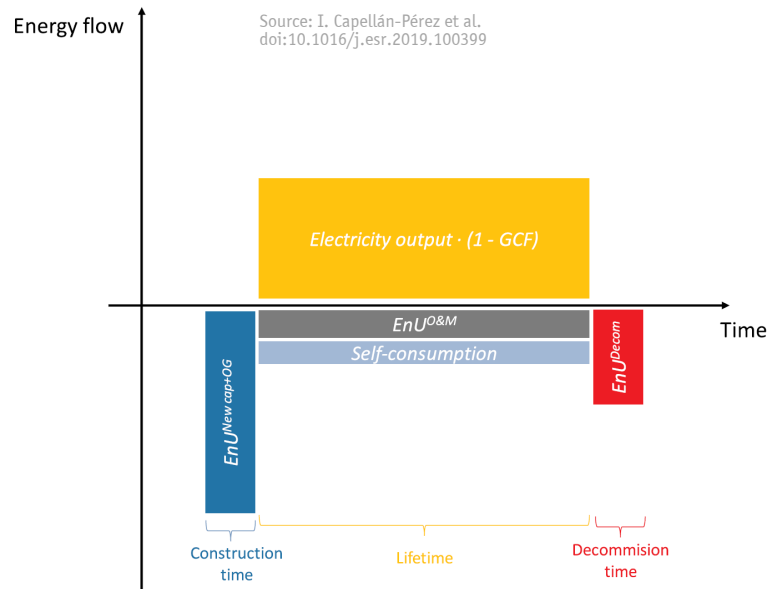 Source: I. Capellán-Pérez et al.
doi:10.1016/j.esr.2019.100399
Energy flow
Electricity output · (1 - GCF)
EnU^O&M
Self-consumption
Time
EnU^New cap+OG
EnU^Decom
Construction
time
Lifetime
Decommision
time